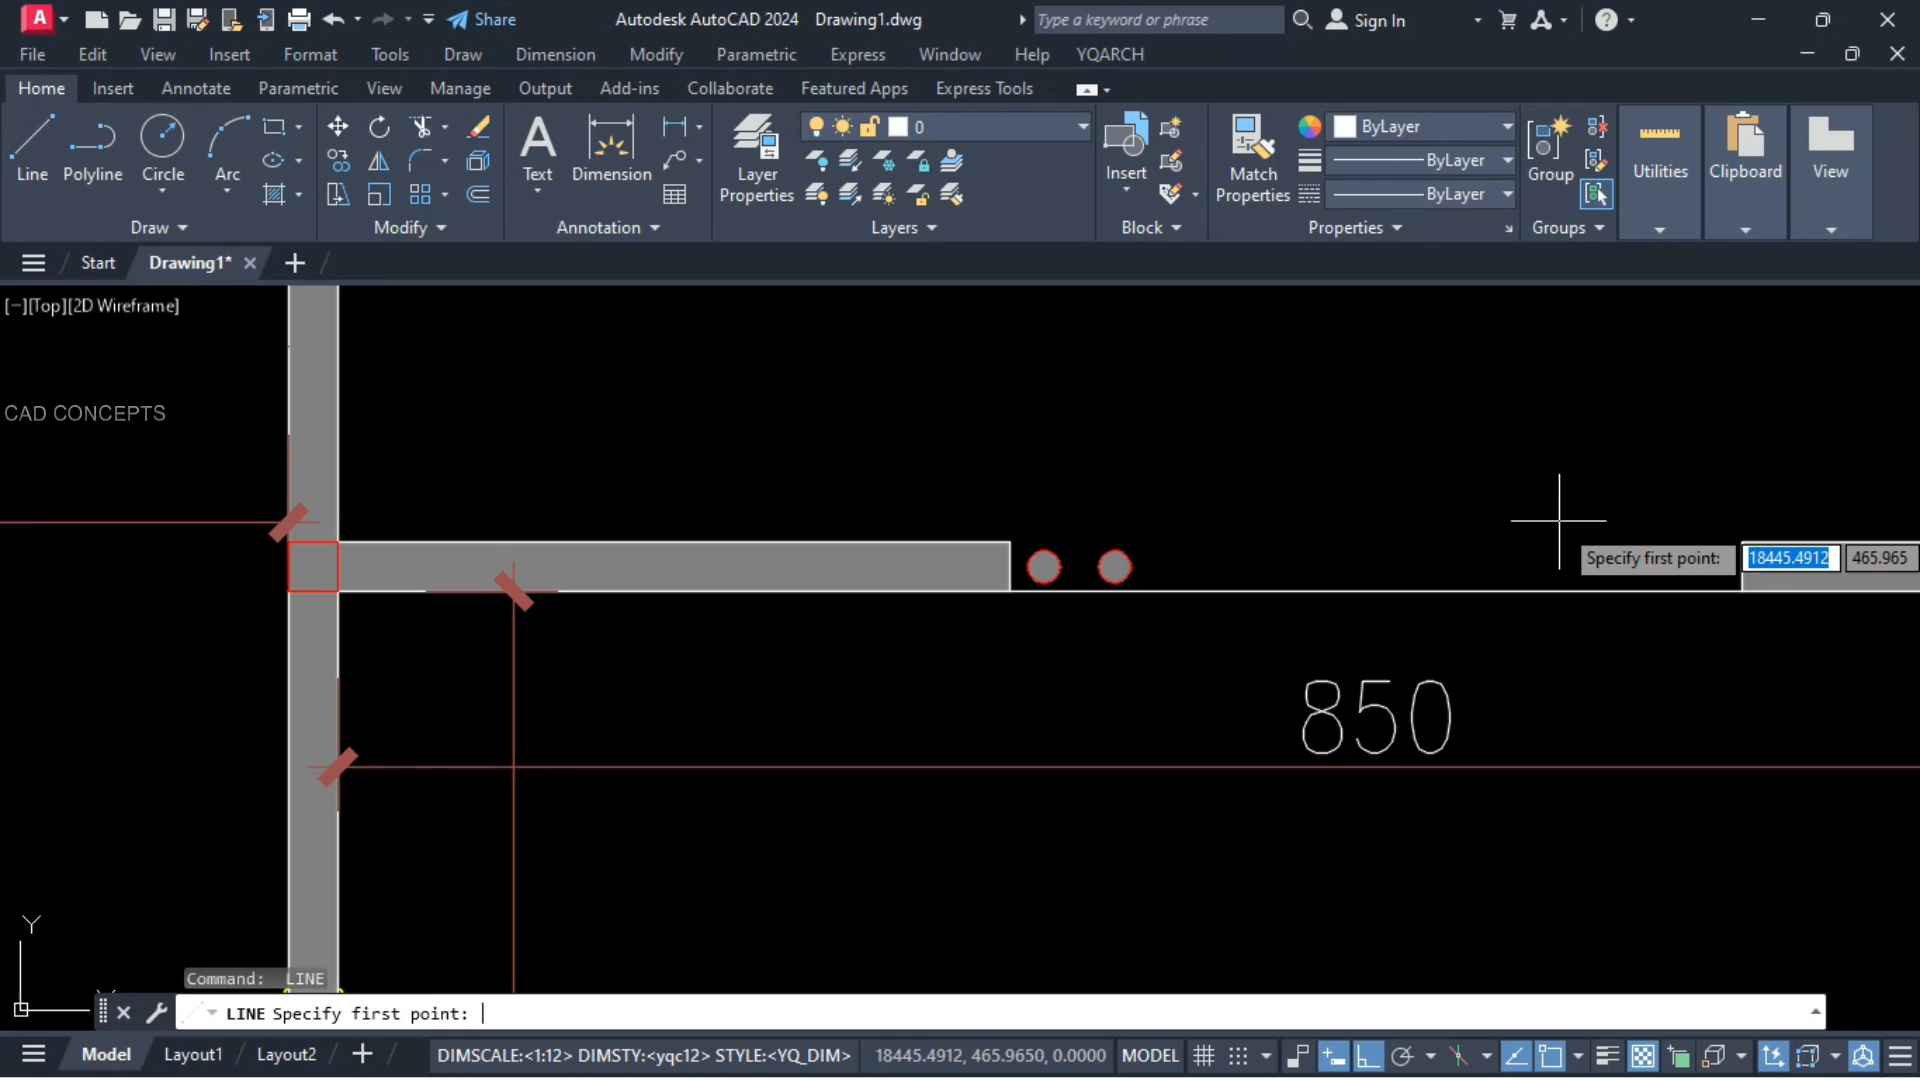 A Share Autodesk AutoCAD 2024 Drawing1.dwg Type a keyword or phrase Sign In ?
File Edit View Insert Format Tools Draw Dimension Modify Parametric Express Window Help YQARCH
Home Insert Annotate Parametric View Manage Output Add-ins Collaborate Featured Apps Express Tools
0 ByLayer
ByLayer
Line Polyline Circle Arc Text Dimension Layer Properties Insert Match Properties ByLayer Group Utilities Clipboard View
Draw Modify Annotation Layers Block Properties Groups
Start Drawing1*
[−][Top][2D Wireframe]
CAD CONCEPTS
Specify first point: 18445.4912 465.965
850
Y
Command: LINE
LINE Specify first point:
Model Layout1 Layout2 DIMSCALE:<1:12> DIMSTY:<yqc12> STYLE:<YQ_DIM> 18445.4912, 465.9650, 0.0000 MODEL